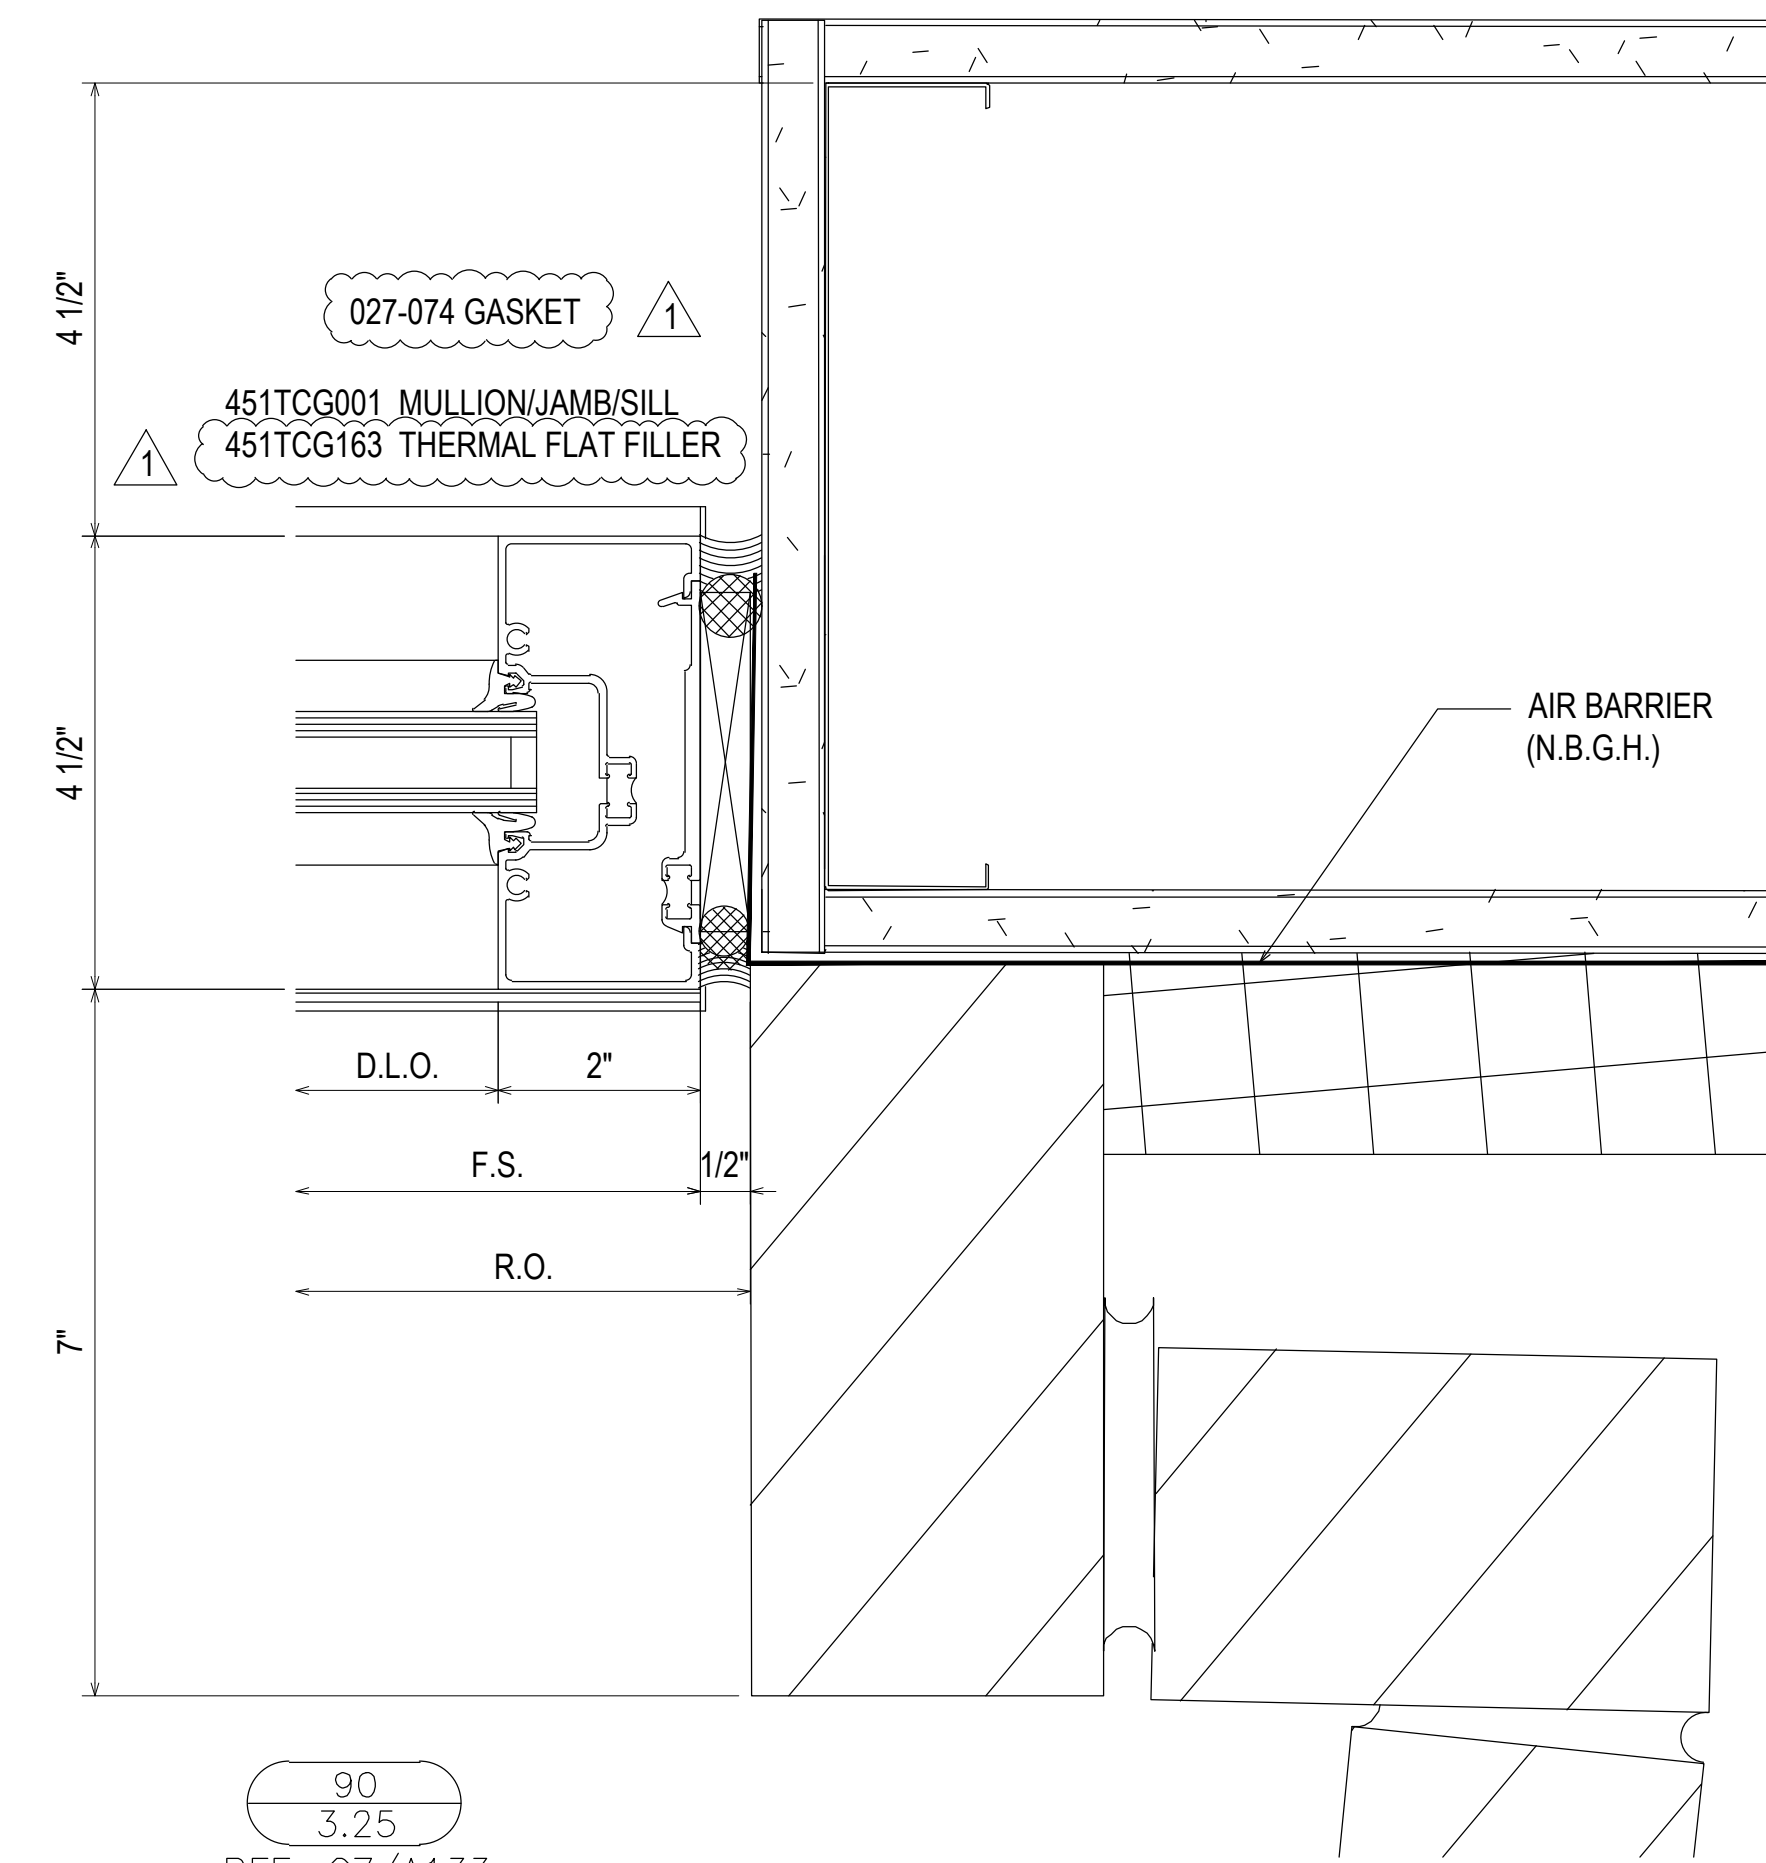 4 1/2"
027-074 GASKET
1
451TCG001 MULLION/JAMB/SILL
1
451TCG163 THERMAL FLAT FILLER
4 1/2"
AIR BARRIER
(N.B.G.H.)
D.L.O.
2"
F.S.
1/2"
R.O.
7"
90
3.25